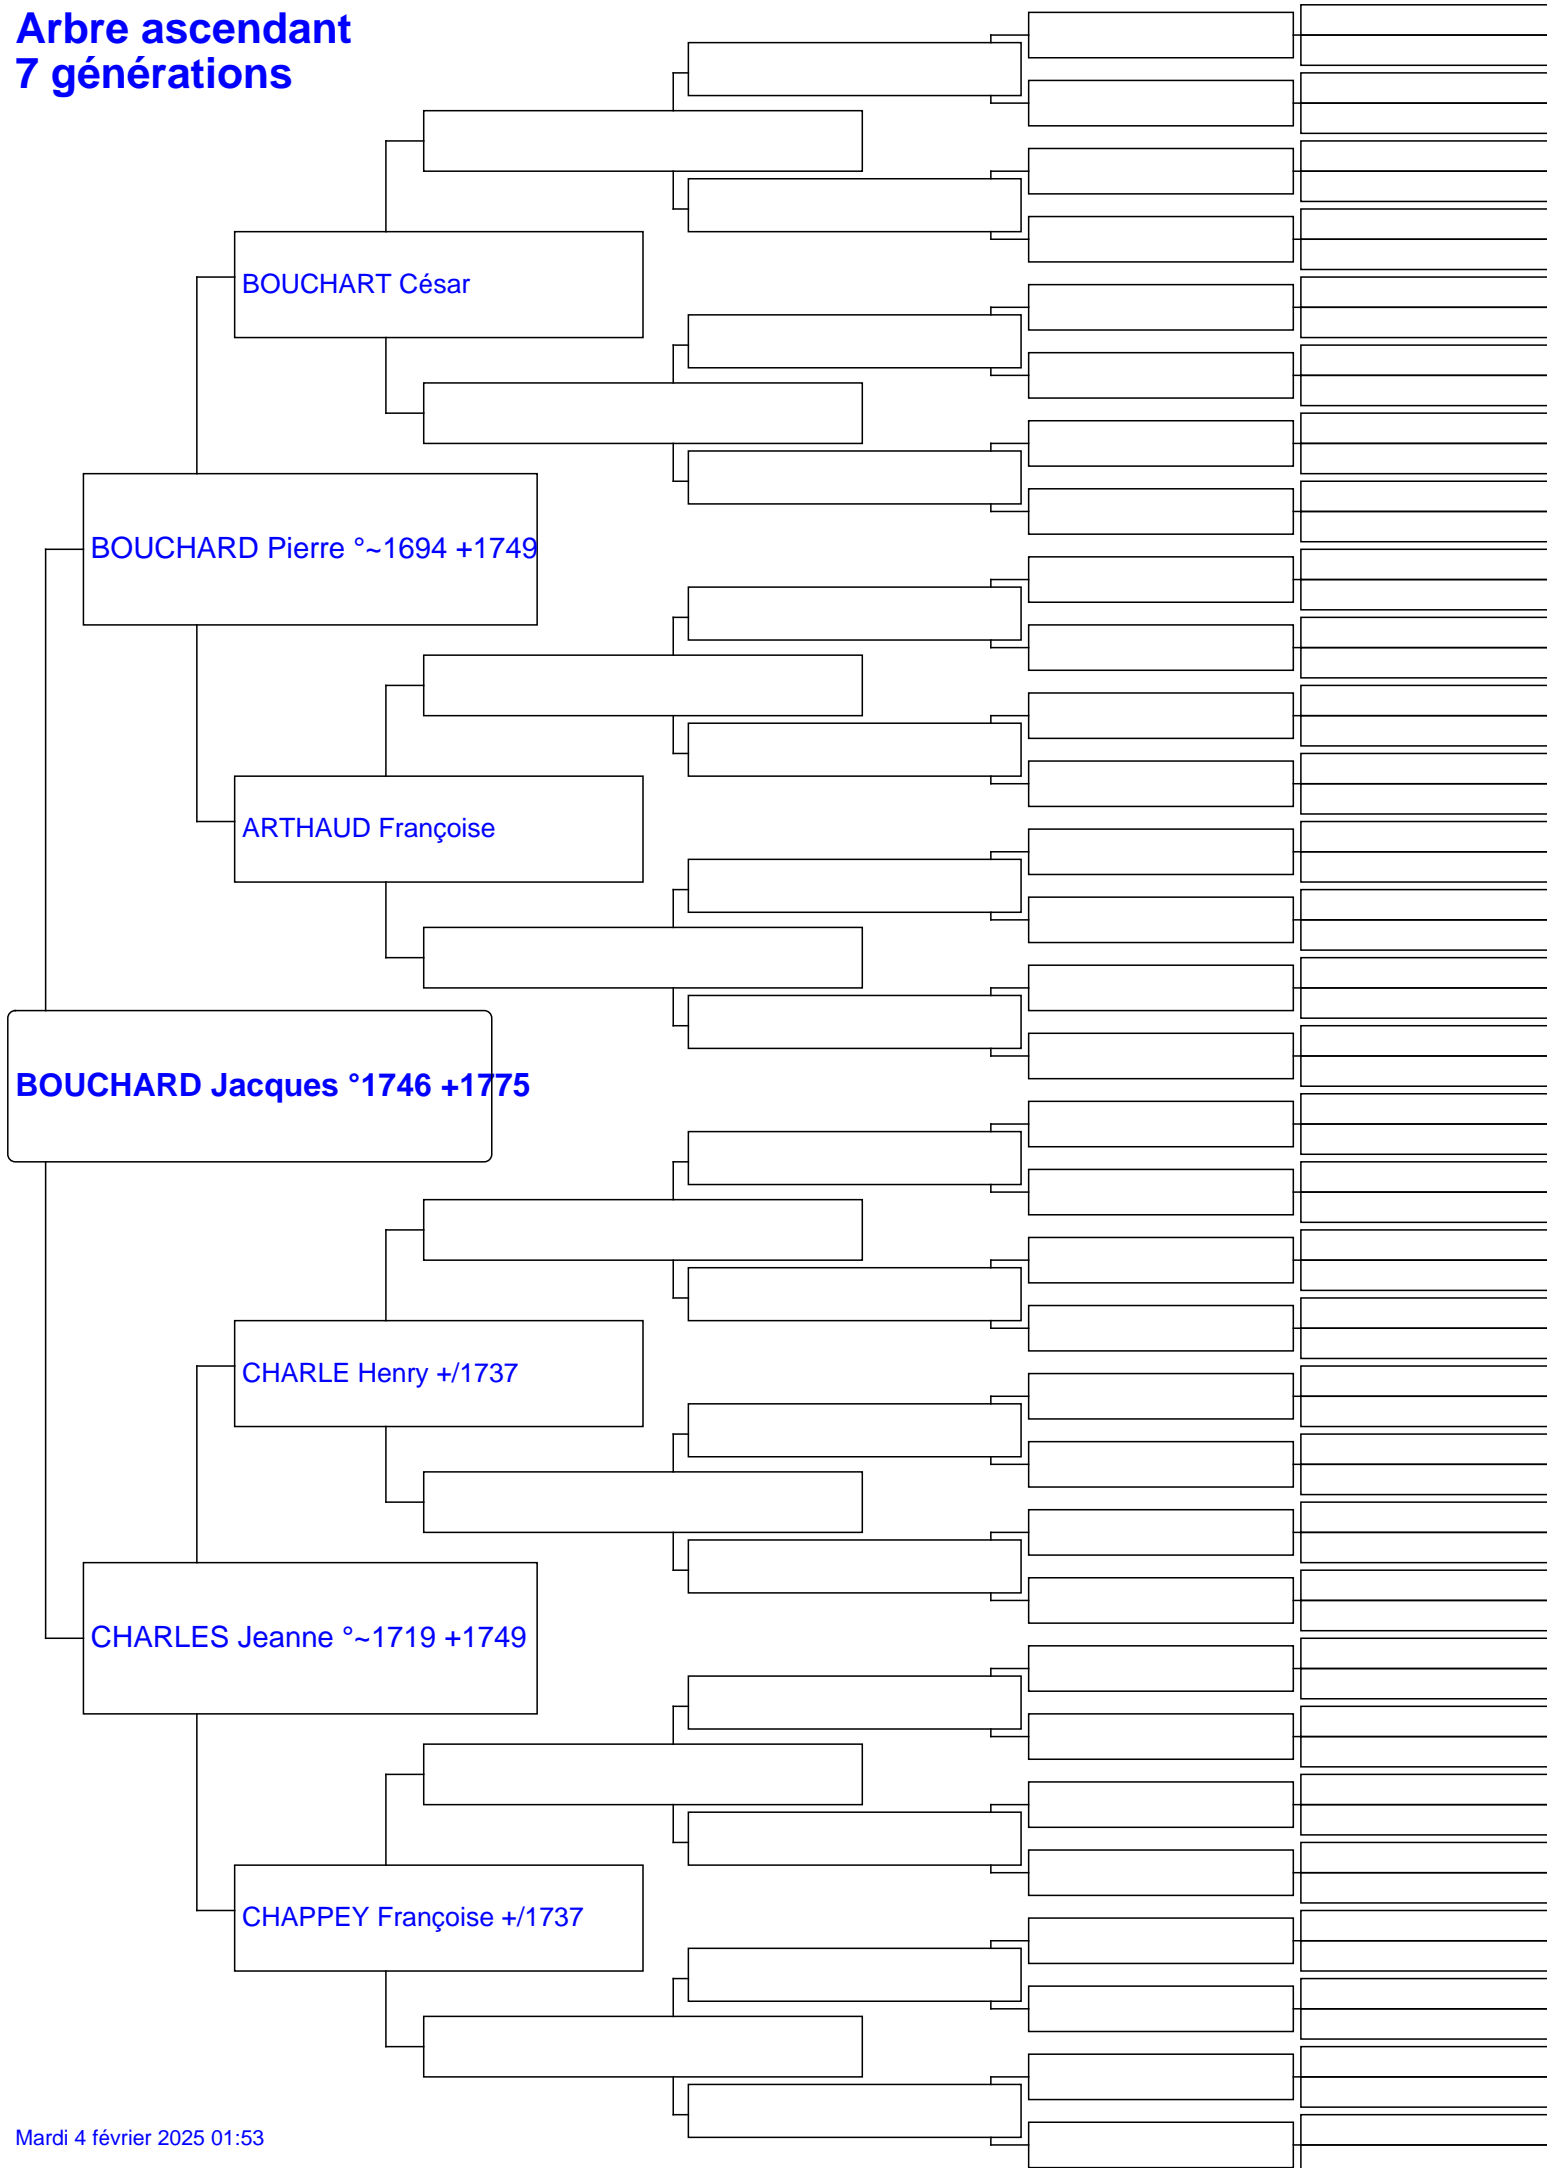 Arbre ascendant
7 générations
BOUCHART César
BOUCHARD Pierre °~1694 +1749
ARTHAUD Françoise
BOUCHARD Jacques °1746 +1775
CHARLE Henry +/1737
CHARLES Jeanne °~1719 +1749
CHAPPEY Françoise +/1737
Mardi 4 février 2025 01:53